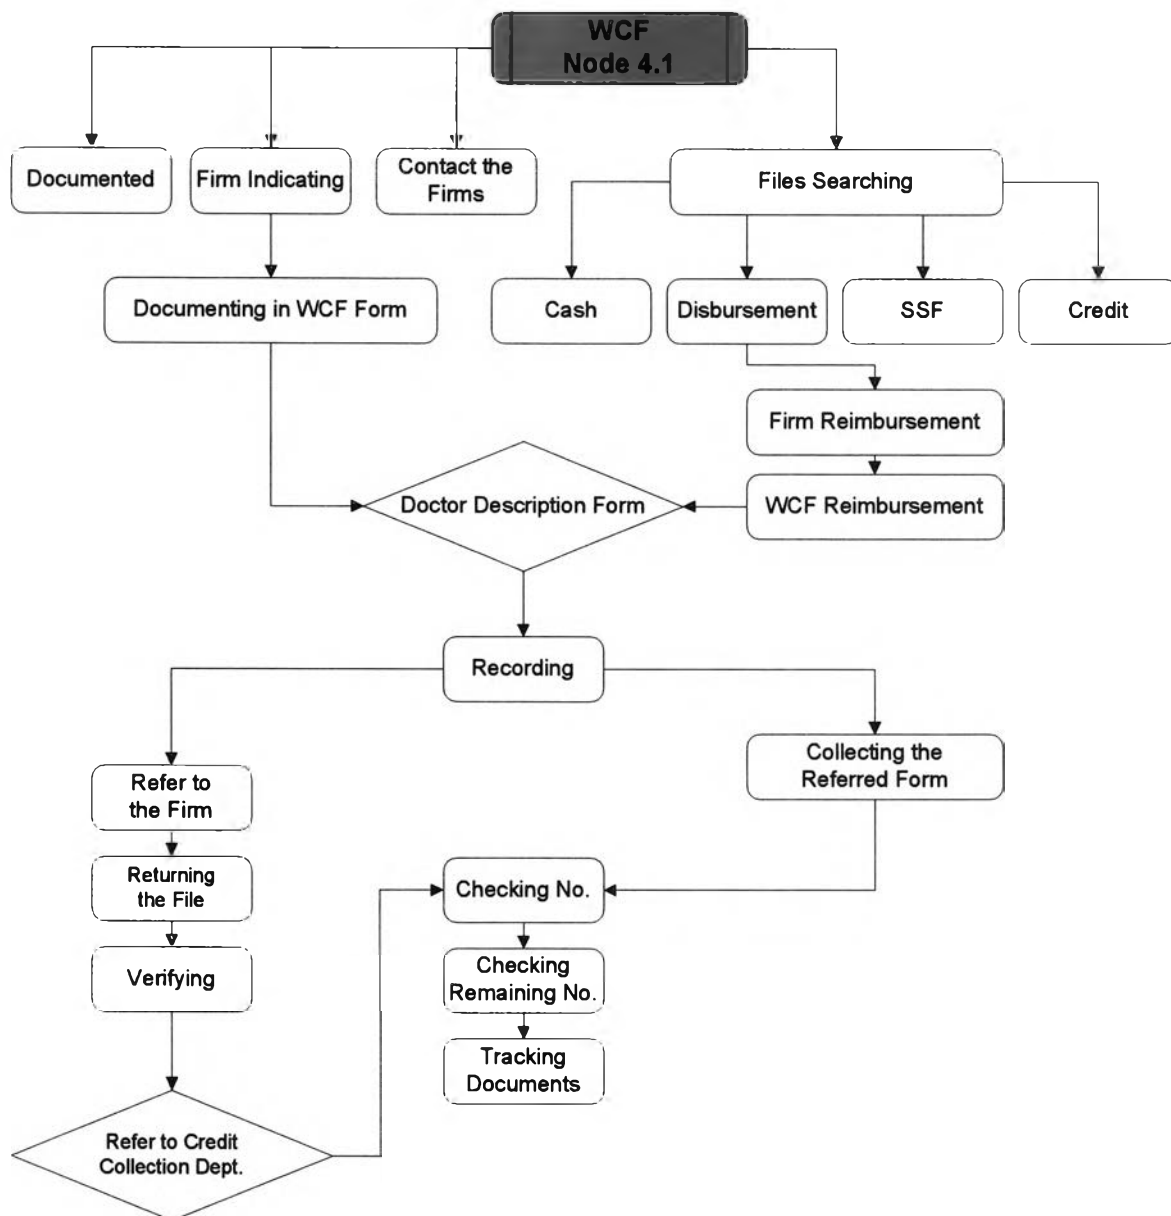 WCF
Node 4.1
Documented
Firm Indicating
Contact the
Firms
Files Searching
Documenting in WCF Form
Cash
Disbursement
SSF
Credit
Firm Reimbursement
Doctor Description Form
WCF Reimbursement
Recording
Refer to
the Firm
Collecting the
Referred Form
Returning
the File
Checking No.
Verifying
Checking
Remaining No.
Tracking
Documents
Refer to Credit
Collection Dept.